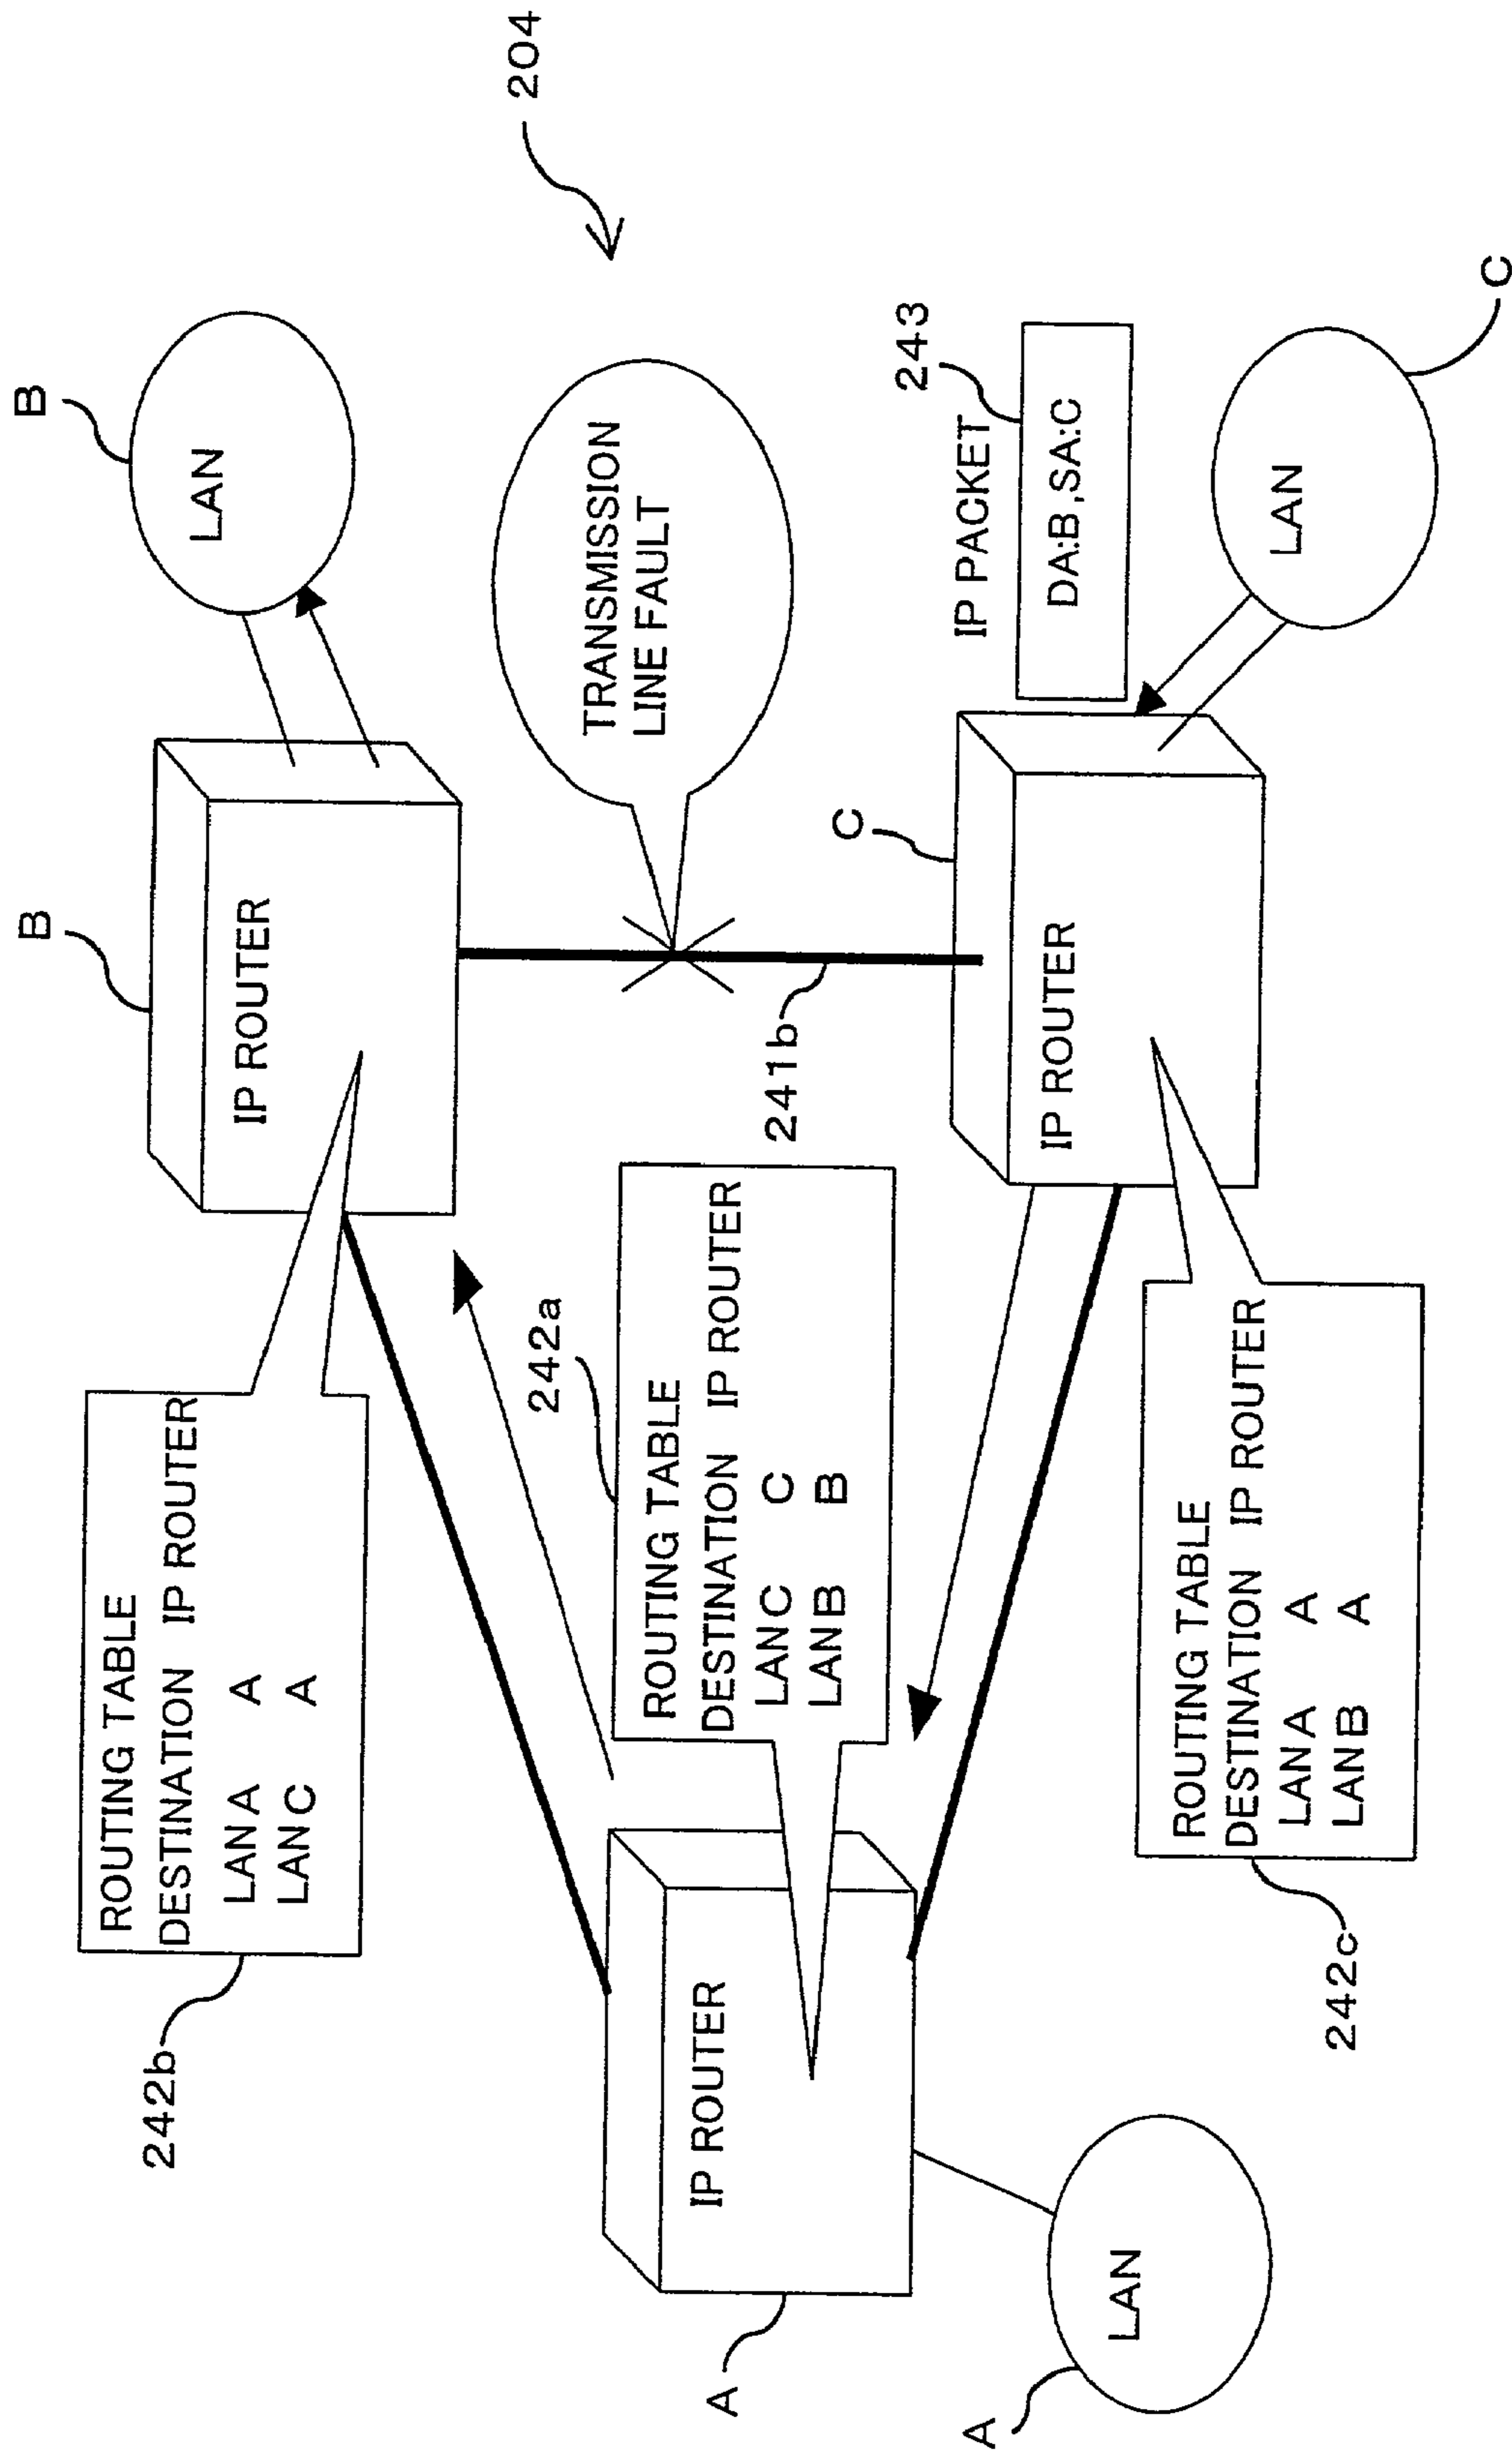 204
B
LAN
B
IP ROUTER
242b
ROUTING TABLE
DESTINATION IP ROUTER
LAN A A
LAN C A
TRANSMISSION
LINE FAULT
241b
242a
ROUTING TABLE
DESTINATION IP ROUTER
LAN C C
LAN B B
IP ROUTER
A
LAN
A
C
IP ROUTER
IP PACKET
243
DA:B,SA:C
LAN
C
242c
ROUTING TABLE
DESTINATION IP ROUTER
LAN A A
LAN B A